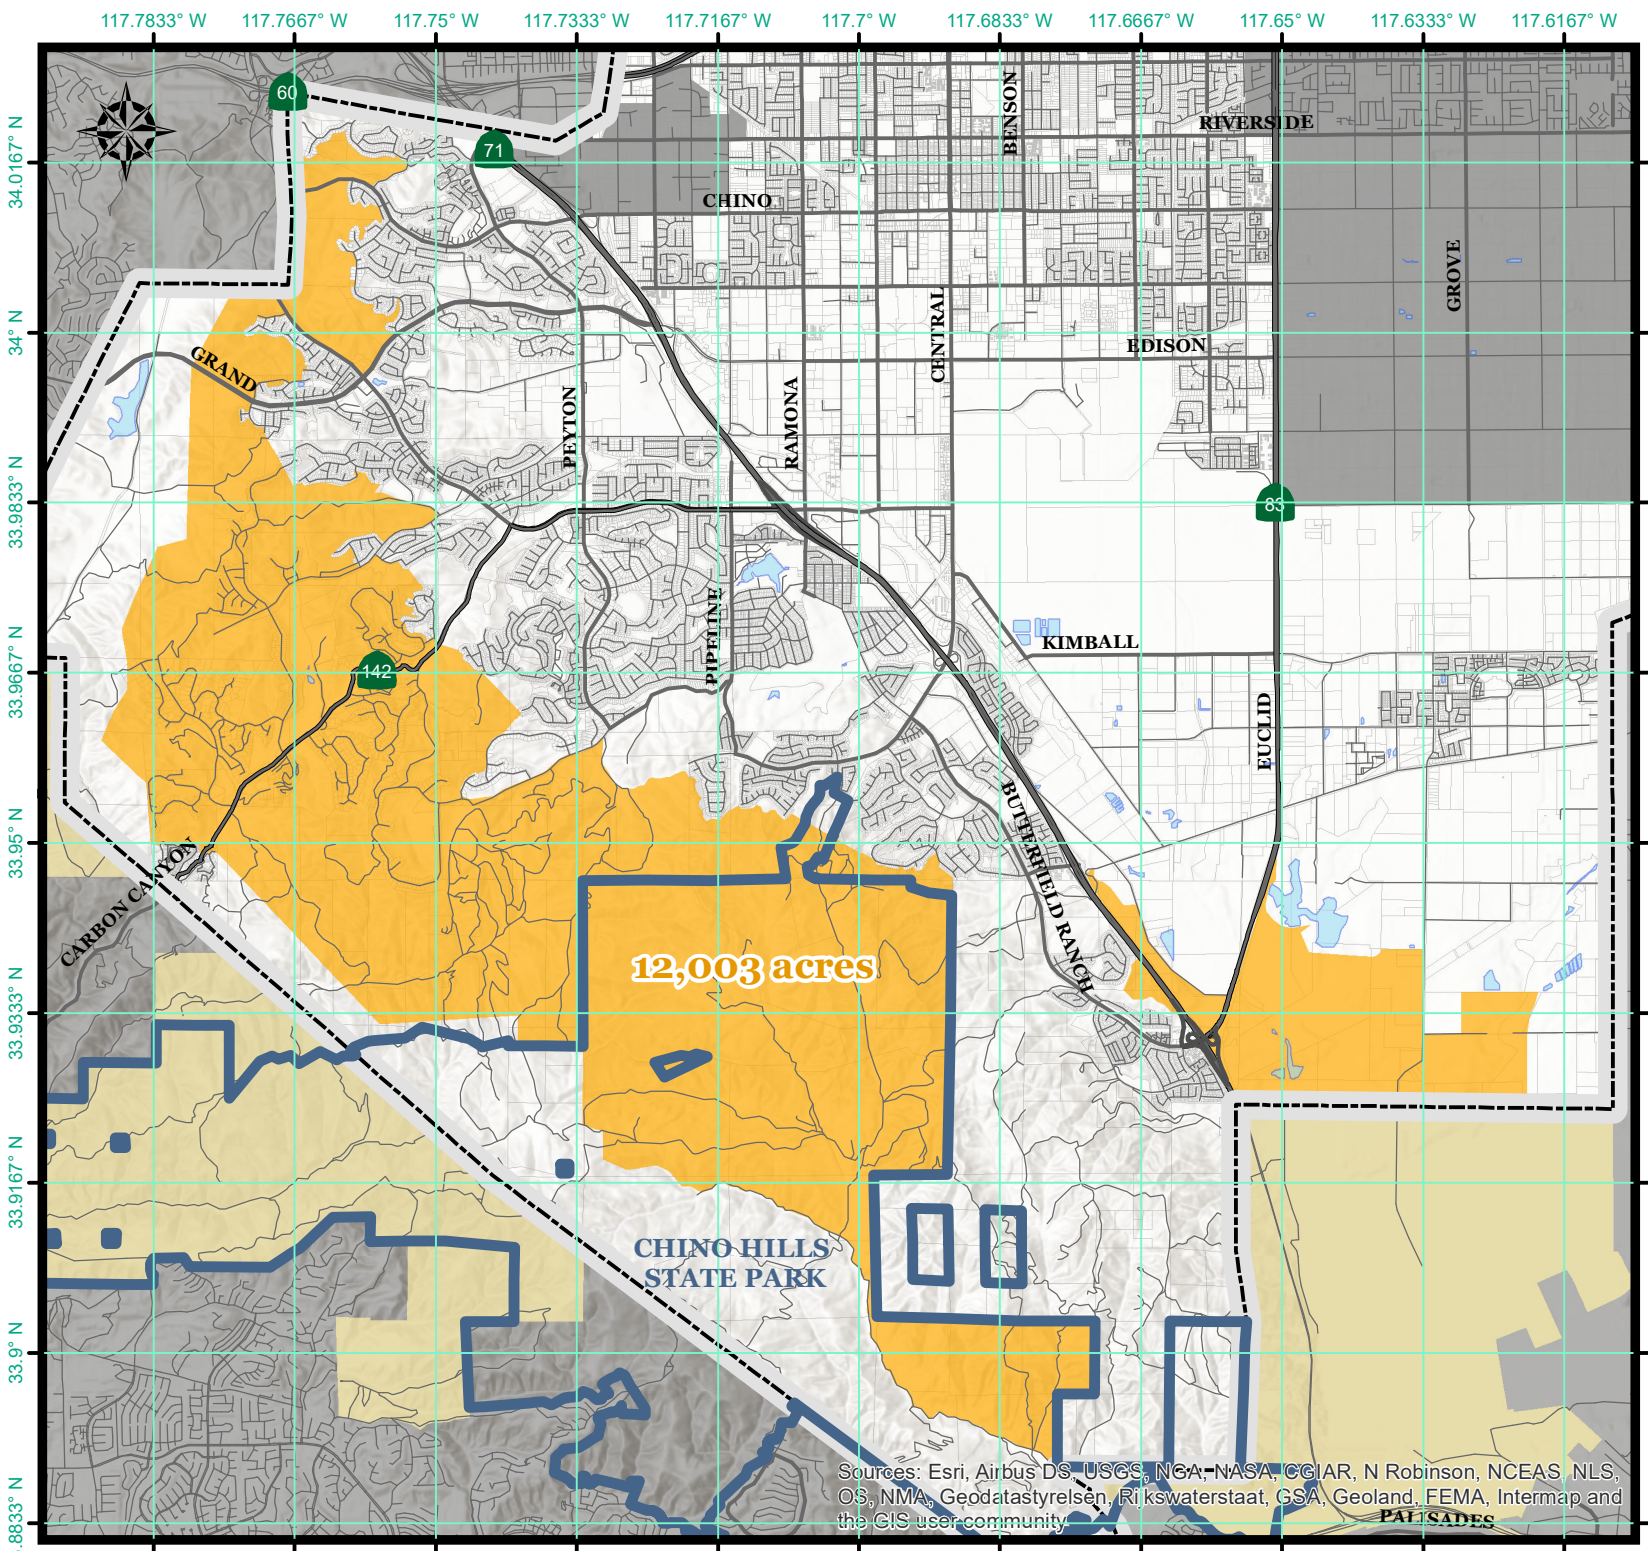 117.7833° W 117.7667° W 117.75° W 117.7333° W 117.7167° W 117.7° W 117.6833° W 117.6667° W 117.65° W 117.6333° W 117.6167° W
60
71
BENSON
RIVERSIDE
34.0167° N
CHINO
GROVE
34° N
CENTRAL
EDISON
GRAND
PEYTON
RAMONA
33.9833° N
83
PIPELINE
KIMBALL
33.9667° N
142
EUCLID
BUTTERFIELD RANCH
33.95° N
CARBON CANYON
12,003 acres
33.9333° N
33.9167° N
CHINO HILLS
STATE PARK
33.9° N
Sources: Esri, Airbus DS, USGS, NGA, NASA, CGIAR, N Robinson, NCEAS, NLS,
OS, NMA, Geodatastyrelsen, Rijkswaterstaat, GSA, Geoland, FEMA, Intermap and
the GIS user community
PALISADES
.8833° N